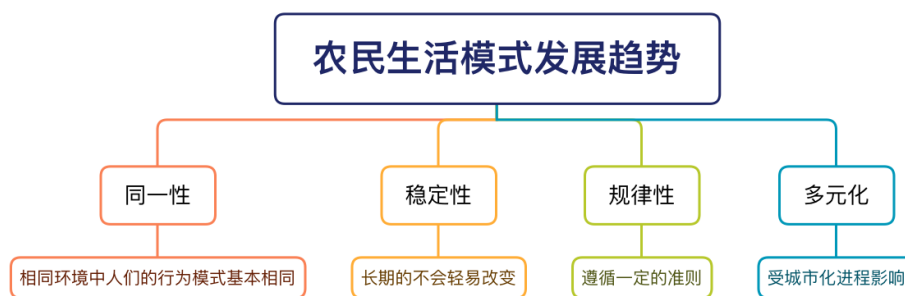 农民生活模式发展趋势
同一性
稳定性
规律性
多元化
相同环境中人们的行为模式基本相同
长期的不会轻易改变
遵循一定的准则
受城市化进程影响